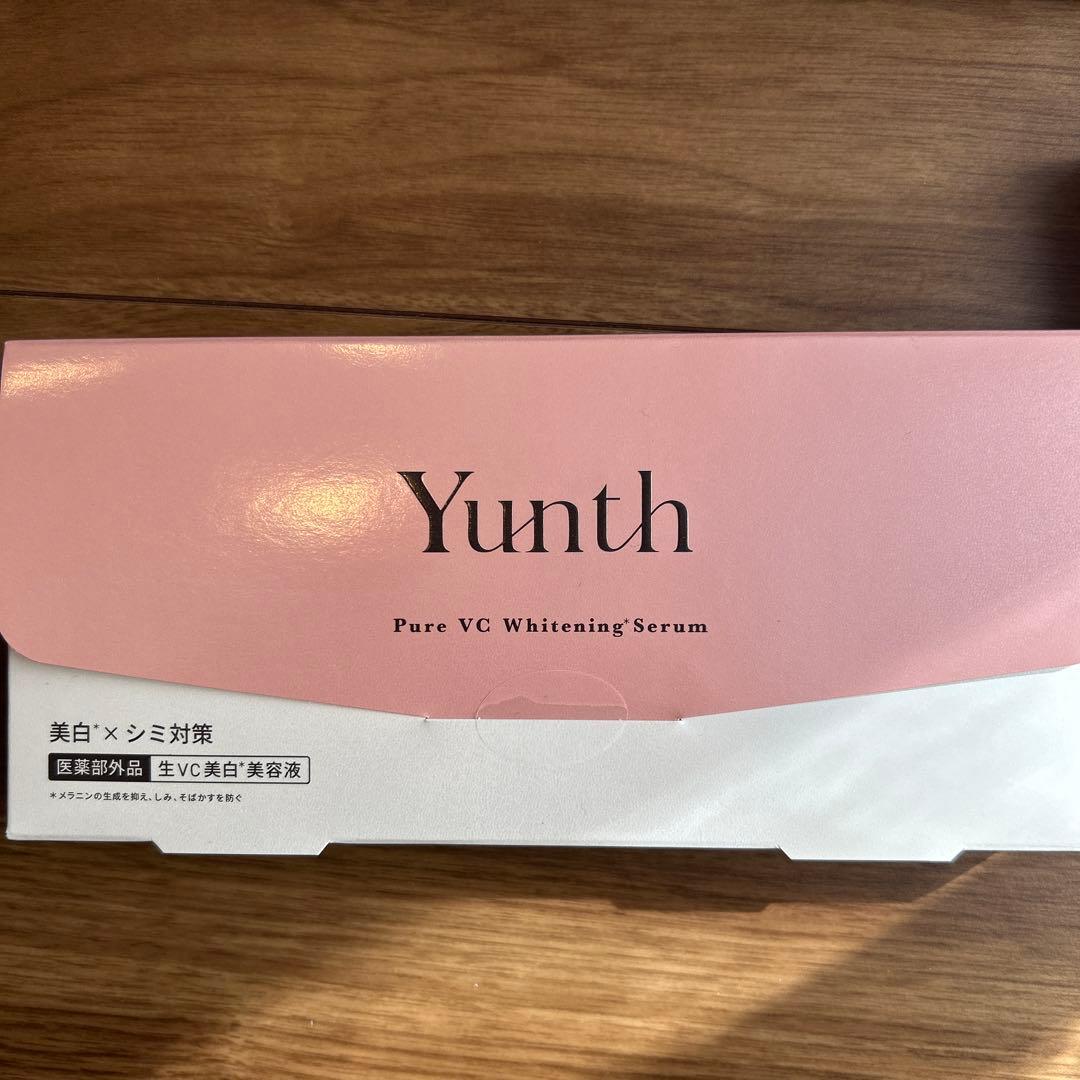 Yunth
Pure VC Whitening*Serum
美白*×シミ対策
医薬部外品 生VC美白*美容液
*メラニンの生成を抑え、しみ、そばかすを防ぐ